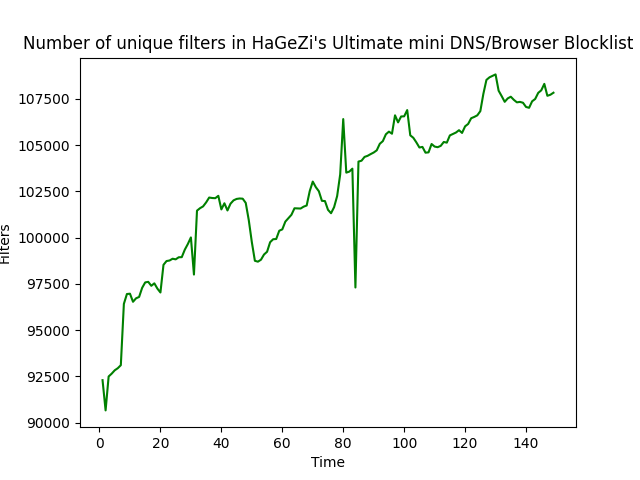 Number of unique filters in HaGeZi's Ultimate mini DNS/Browser Blocklist
107500
105000
102500
100000
97500
95000
92500
90000
Filters
0 20 40 60 80 100 120 140
Time